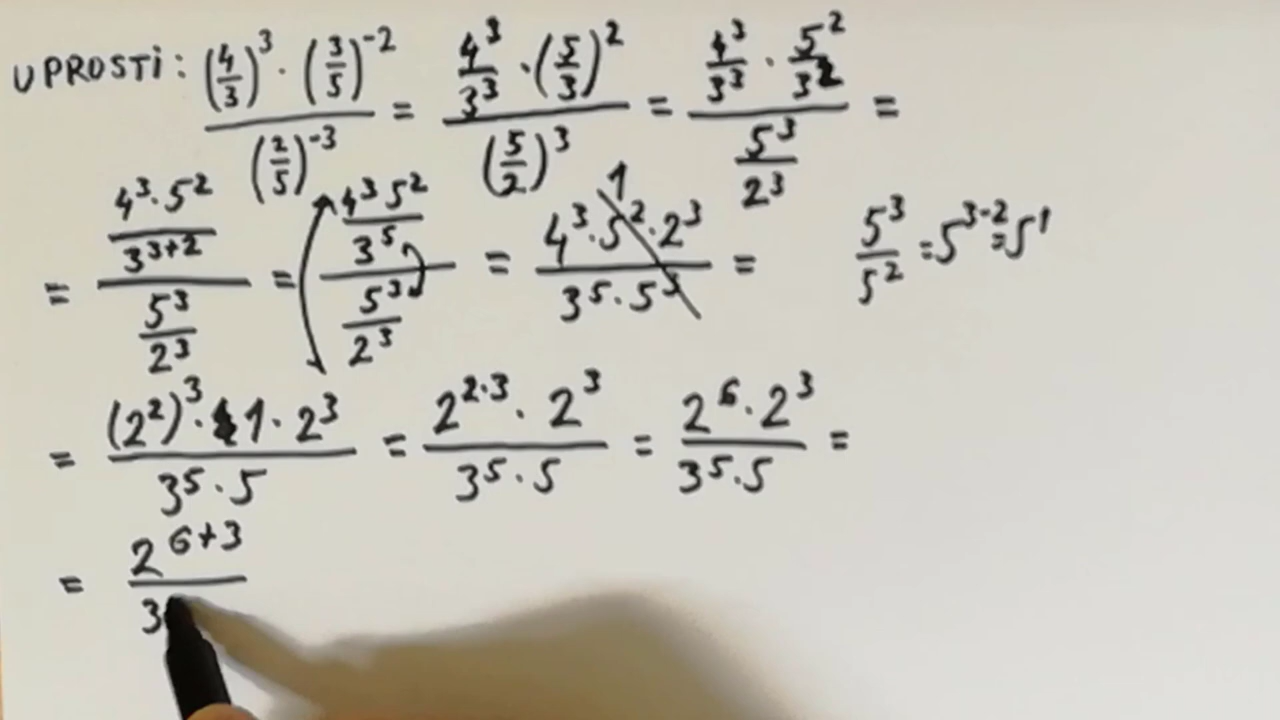 UPROSTi: ((4/3)^3 · (3/5)^-2) / (2/5)^-3 = (4^3/3^3 · (5/3)^2) / (5/2)^3 = (4^3/3^3 · 5^2/3^2) / (5^3/2^3) =
= (4^3·5^2 / 3^(3+2)) / (5^3/2^3) = (4^3 5^2 / 3^5) / (5^3/2^3) = (4^3·5^2·2^3) / (3^5·5^3) = 1 5^3/5^2 = 5^(3-2) = 5^1
= ((2^2)^3 · 1 · 2^3) / (3^5·5) = (2^(2·3) · 2^3) / (3^5·5) = (2^6·2^3) / (3^5·5) =
= 2^(6+3) / 3